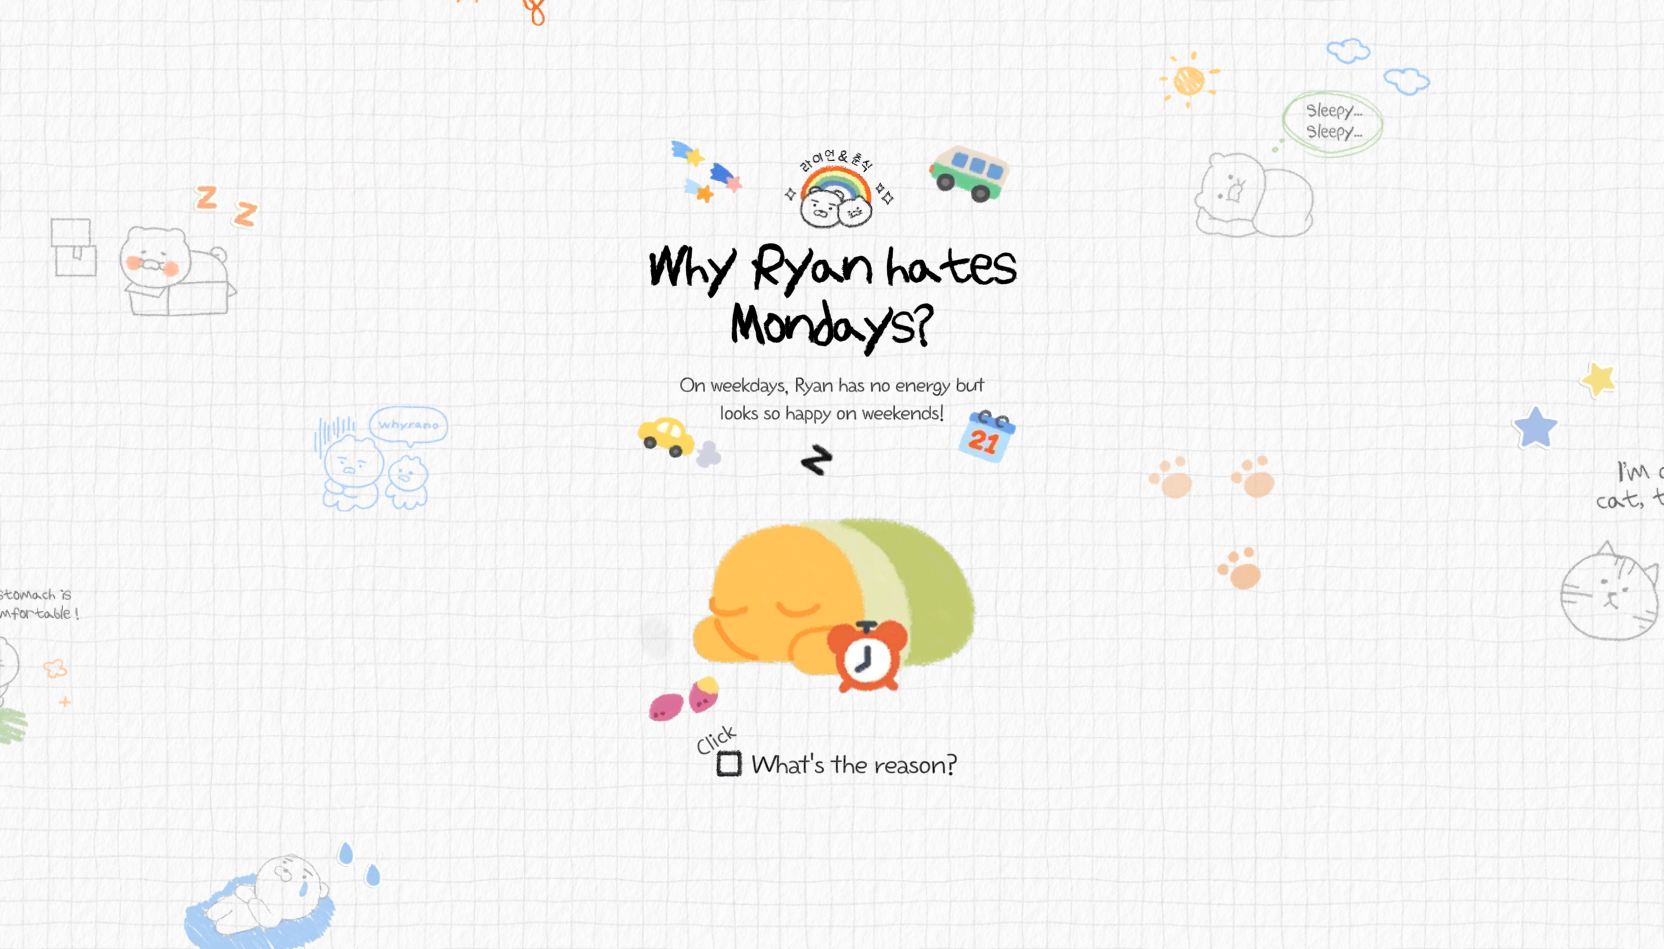 Sleepy...
Sleepy...
Z
Z
라이언 & 춘식
Why Ryan hates
Mondays?
On weekdays, Ryan has no energy but
looks so happy on weekends!
whyrano
21
Z
I'm
cat,
stomach is
Click
What's the reason?